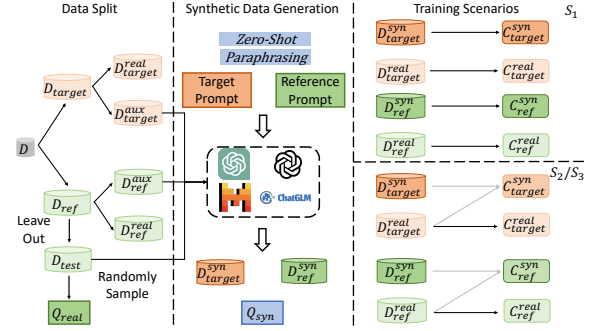 Data Split
D
D_target
D_target^real
D_target^aux
D_ref
D_ref^aux
D_ref^real
Leave
Out
D_test
Randomly
Sample
Q_real
Synthetic Data Generation
Zero-Shot
Paraphrasing
Target
Prompt
Reference
Prompt
ChatGLM
D_target^syn
D_ref^syn
Q_syn
Training Scenarios
S_1
D_target^syn
C_target^syn
D_target^real
C_target^real
D_ref^syn
C_ref^syn
D_ref^real
C_ref^real
S_2/S_3
D_target^syn
C_target^syn
D_target^real
C_target^real
D_ref^syn
C_ref^syn
D_ref^real
C_ref^real